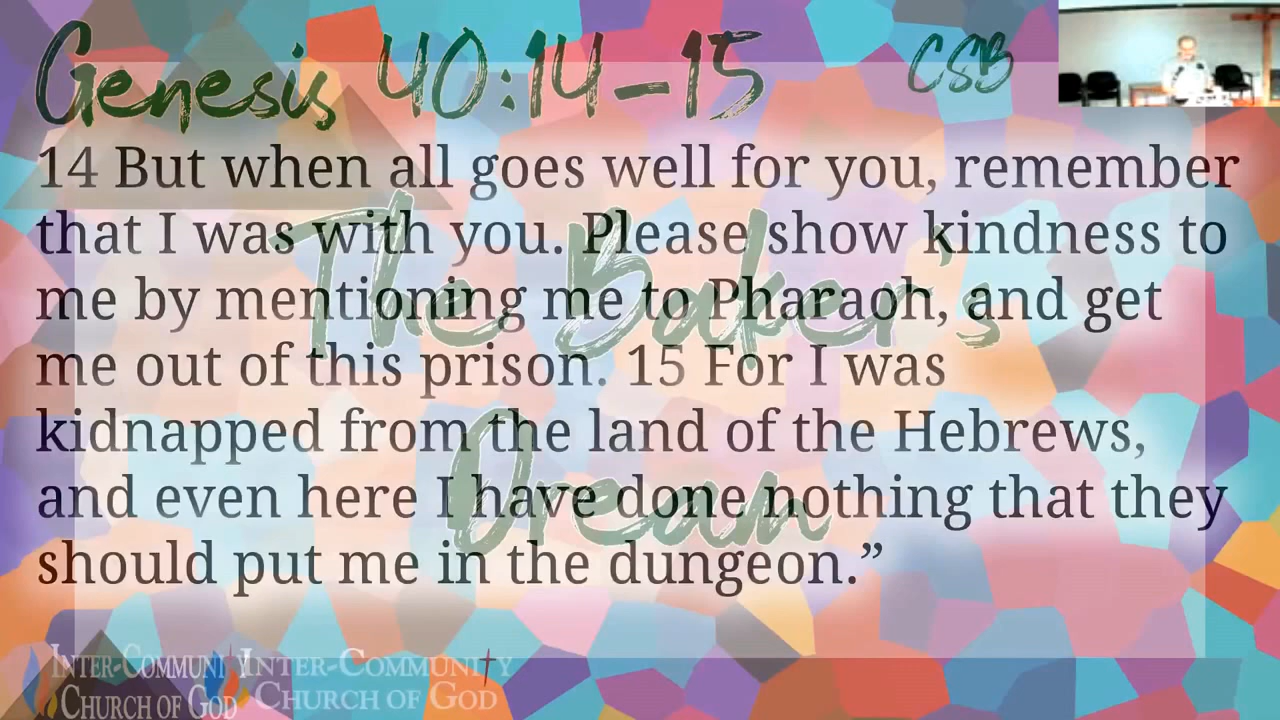 Genesis 40:14-15 CSB
14 But when all goes well for you, remember
that I was with you. Please show kindness to
me by mentioning me to Pharaoh, and get
me out of this prison. 15 For I was
kidnapped from the land of the Hebrews,
and even here I have done nothing that they
should put me in the dungeon.”
The Baker's
Dream
INTER-COMMUNITY
CHURCH OF GOD
INTER-COMMUNITY
CHURCH OF GOD